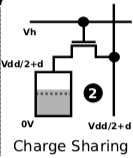 Vh
Vdd/2+d
2
0V
Vdd/2+d
Charge Sharing